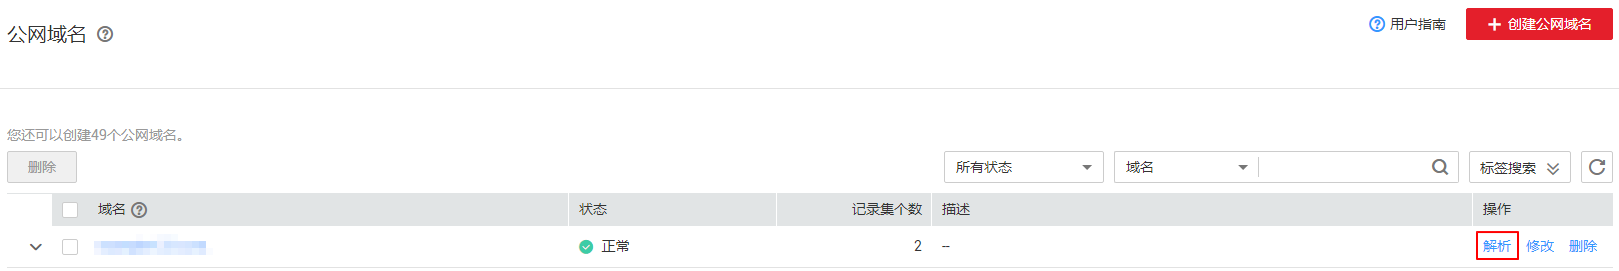 公网域名
用户指南
创建公网域名
您还可以创建49个公网域名。
删除 所有状态 域名 标签搜索
域名 状态 记录集个数 描述 操作
正常 2 -- 解析 修改 删除